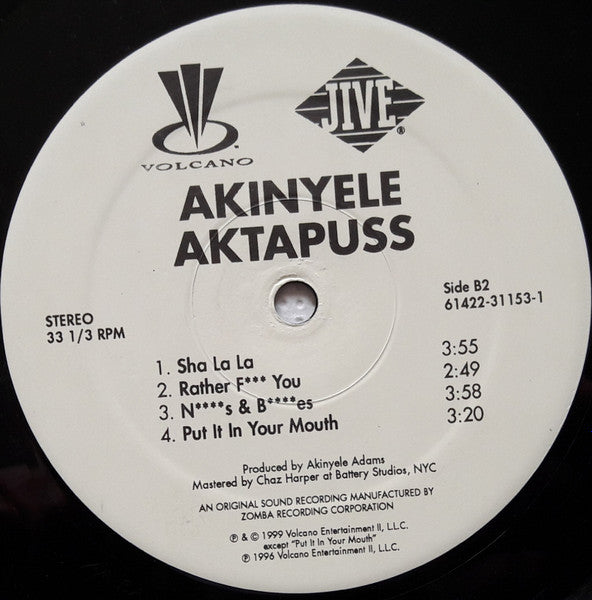 VOLCANO
JIVE®
AKINYELE
AKTAPUSS
STEREO
33 1/3 RPM
Side B2
61422-31153-1
1. Sha La La 3:55
2. Rather F*** You 2:49
3. N****s & B****es 3:58
4. Put It In Your Mouth 3:20
Produced by Akinyele Adams
Mastered by Chaz Harper at Battery Studios, NYC
AN ORIGINAL SOUND RECORDING MANUFACTURED BY
ZOMBA RECORDING CORPORATION
℗ & © 1999 Volcano Entertainment II, L.L.C.
except "Put It In Your Mouth"
℗ 1996 Volcano Entertainment II, L.L.C.